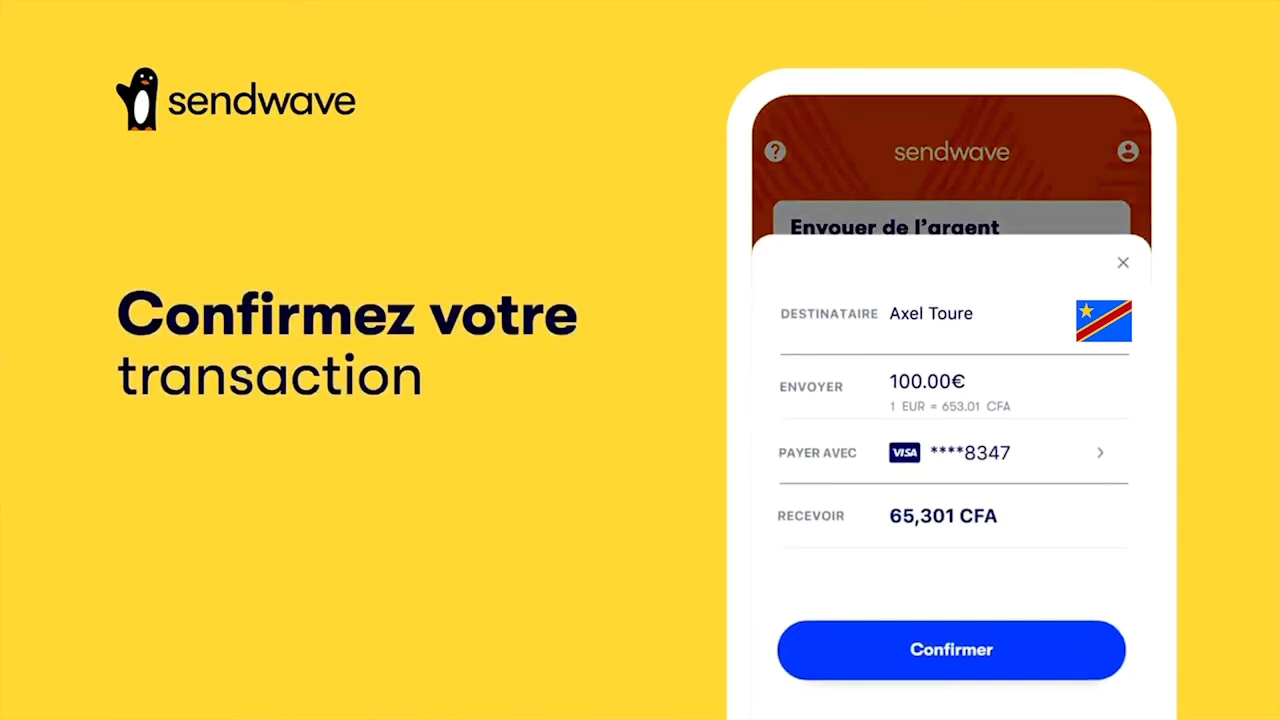 sendwave
Confirmez votre
transaction
sendwave
Envoyer de l'argent
DESTINATAIRE Axel Toure
ENVOYER 100.00€
1 EUR = 653.01 CFA
PAYER AVEC VISA ****8347
RECEVOIR 65,301 CFA
Confirmer